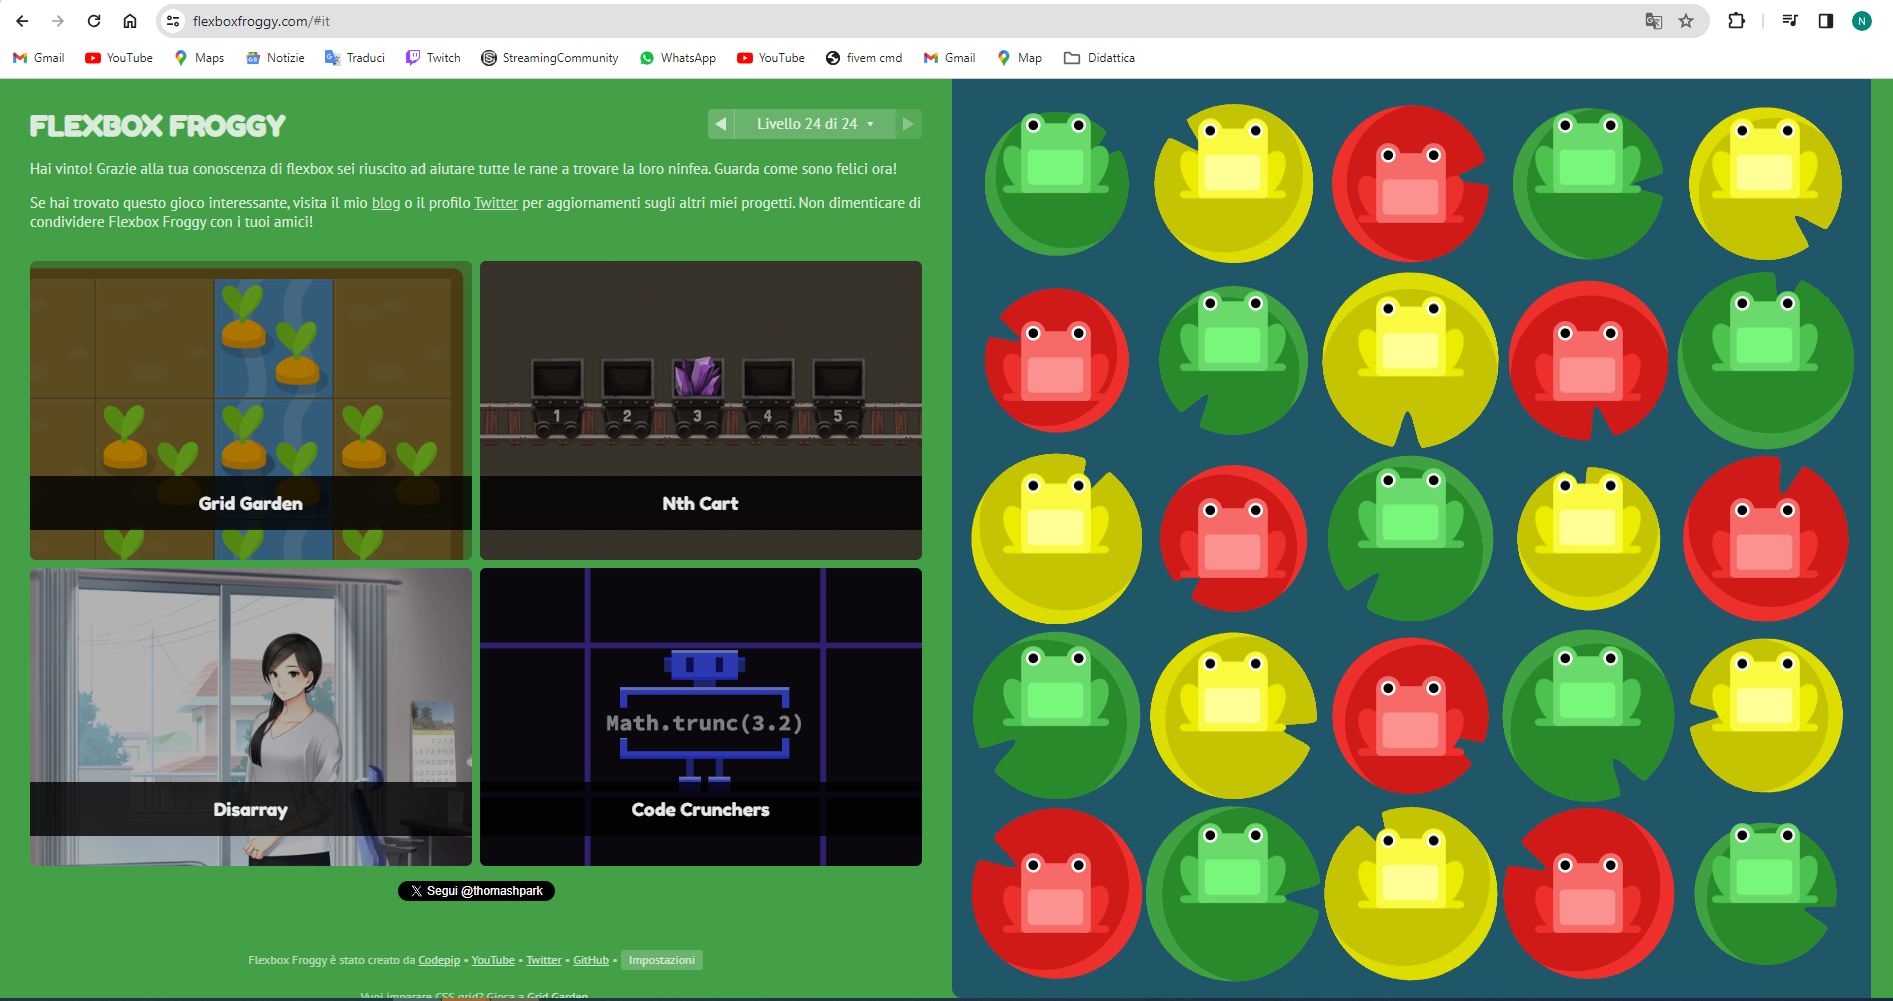 flexboxfroggy.com/#it
N
Gmail YouTube Maps Notizie Traduci Twitch StreamingCommunity WhatsApp YouTube fivem cmd Gmail Map Didattica
FLEXBOX FROGGY
Livello 24 di 24
Hai vinto! Grazie alla tua conoscenza di flexbox sei riuscito ad aiutare tutte le rane a trovare la loro ninfea. Guarda come sono felici ora!
Se hai trovato questo gioco interessante, visita il mio blog o il profilo Twitter per aggiornamenti sugli altri miei progetti. Non dimenticare di
condividere Flexbox Froggy con i tuoi amici!
1 2 3 4 5
Grid Garden
Nth Cart
Math.trunc(3.2)
Disarray
Code Crunchers
Segui @thomashpark
Flexbox Froggy è stato creato da Codepip • YouTube • Twitter • GitHub • Impostazioni
Vuoi imparare CSS grid? Gioca a Grid Garden